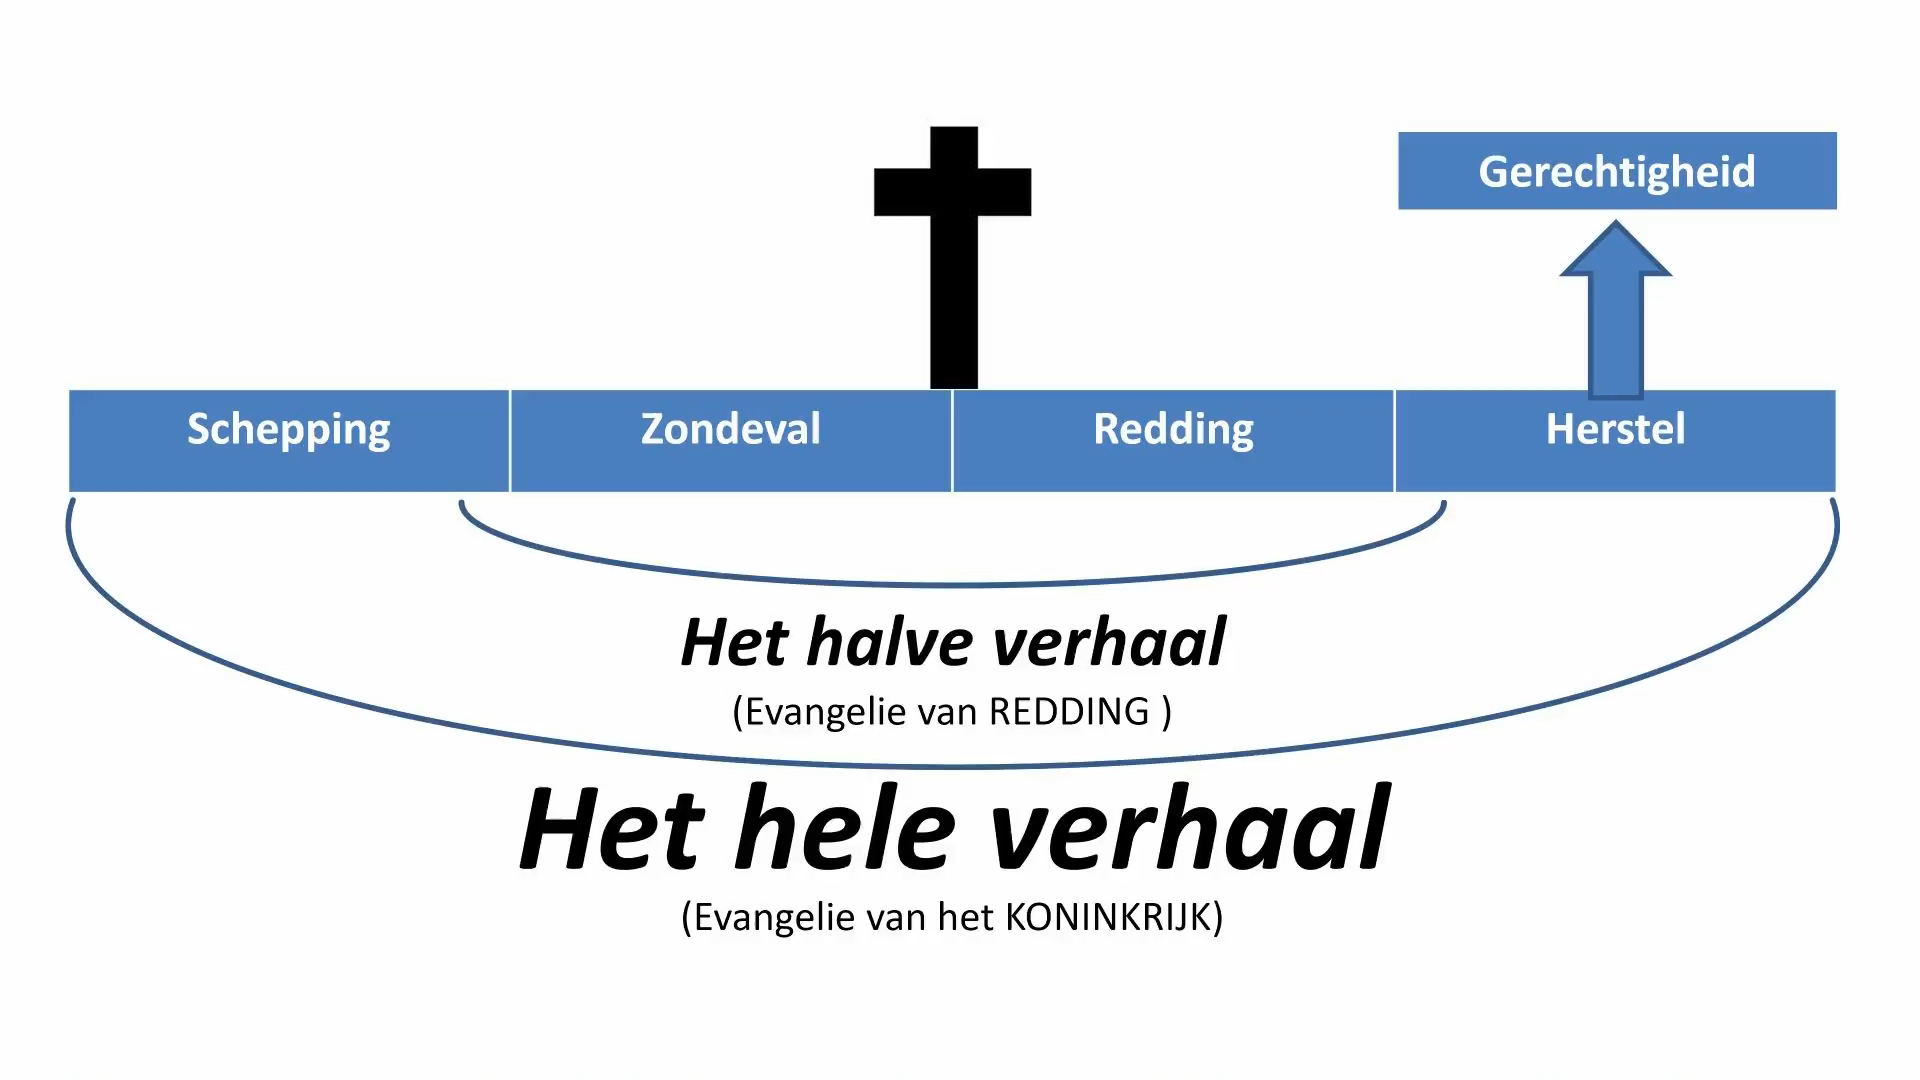 Gerechtigheid
Schepping Zondeval Redding Herstel
Het halve verhaal
(Evangelie van REDDING )
Het hele verhaal
(Evangelie van het KONINKRIJK)